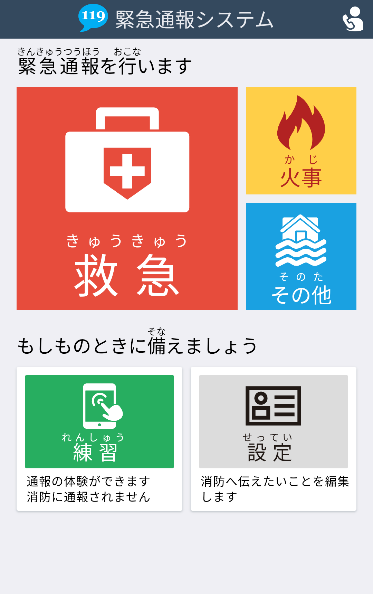 119 緊急通報システム
きんきゅうつうほう おこな
緊急通報を行います
きゅうきゅう
救急
かじ
火事
そのた
その他
そな
もしものときに備えましょう
れんしゅう
練習
通報の体験ができます
消防に通報されません
せってい
設定
消防へ伝えたいことを編集
します